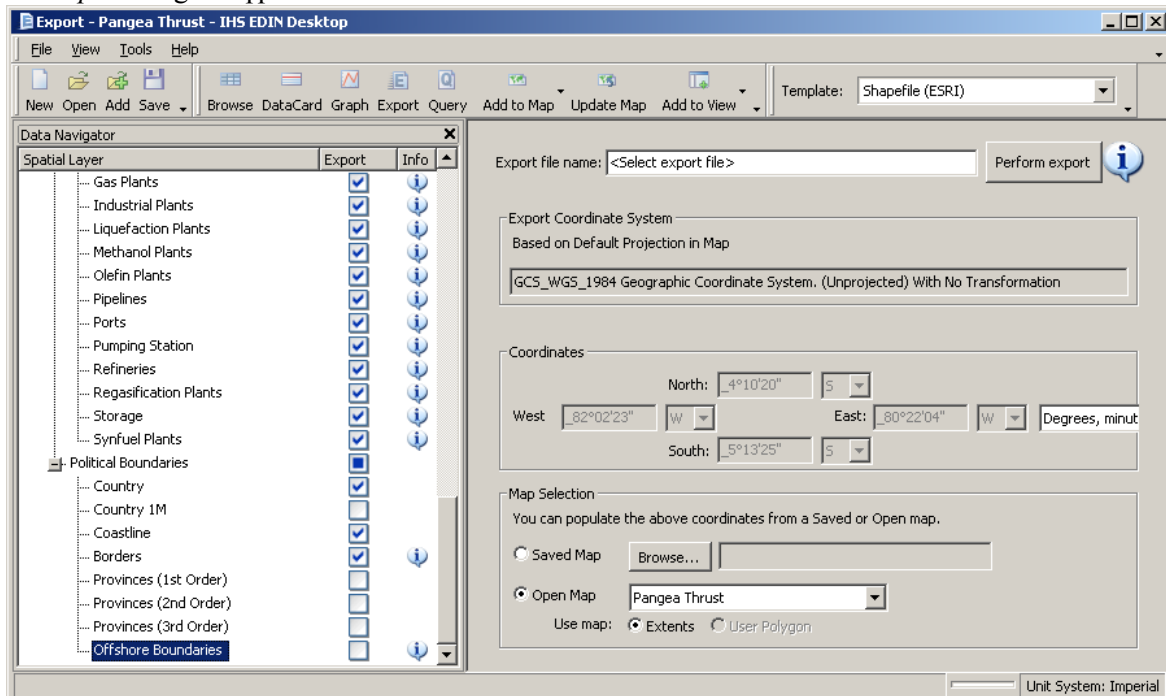 Export - Pangea Thrust - IHS EDIN Desktop
File View Tools Help
New Open Add Save Browse DataCard Graph Export Query Add to Map Update Map Add to View Template: Shapefile (ESRI)
Data Navigator
Spatial Layer Export Info
Gas Plants
Industrial Plants
Liquefaction Plants
Methanol Plants
Olefin Plants
Pipelines
Ports
Pumping Station
Refineries
Regasification Plants
Storage
Synfuel Plants
Political Boundaries
Country
Country 1M
Coastline
Borders
Provinces (1st Order)
Provinces (2nd Order)
Provinces (3rd Order)
Offshore Boundaries
Export file name: <Select export file> Perform export
Export Coordinate System
Based on Default Projection in Map
GCS_WGS_1984 Geographic Coordinate System. (Unprojected) With No Transformation
Coordinates
North: _4°10'20" S
West _82°02'23" W East: _80°22'04" W Degrees, minut
South: _5°13'25" S
Map Selection
You can populate the above coordinates from a Saved or Open map.
Saved Map Browse...
Open Map Pangea Thrust
Use map: Extents User Polygon
Unit System: Imperial